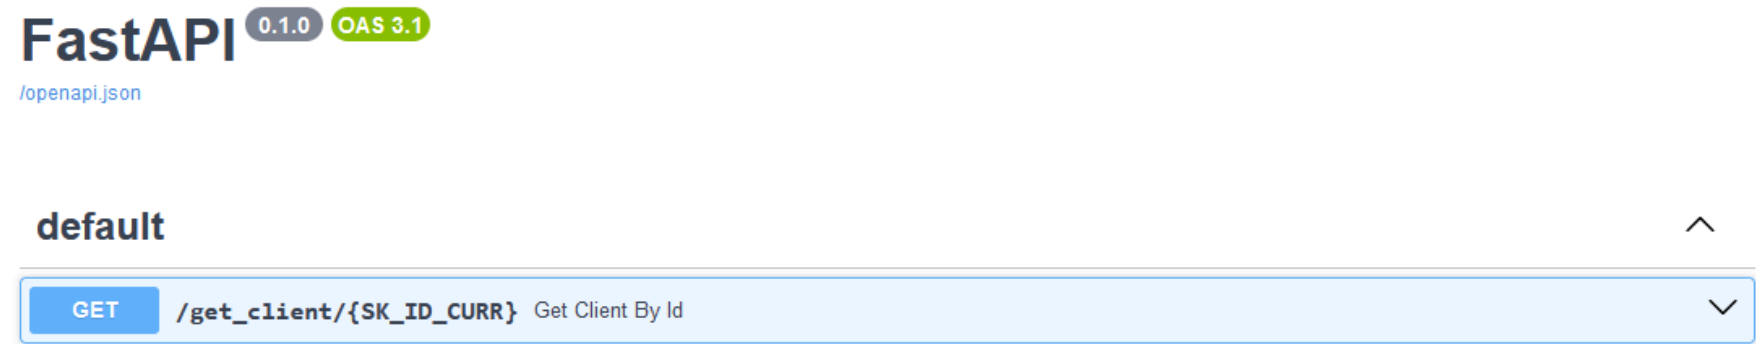 FastAPI 0.1.0 OAS 3.1
/openapi.json
default
GET /get_client/{SK_ID_CURR} Get Client By Id